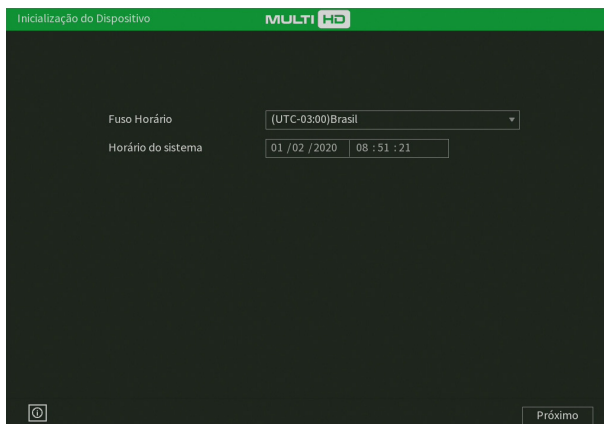 Inicialização do Dispositivo MULTI HD
Fuso Horário (UTC-03:00)Brasil
Horário do sistema 01 /02 /2020 08 : 51 : 21
Próximo